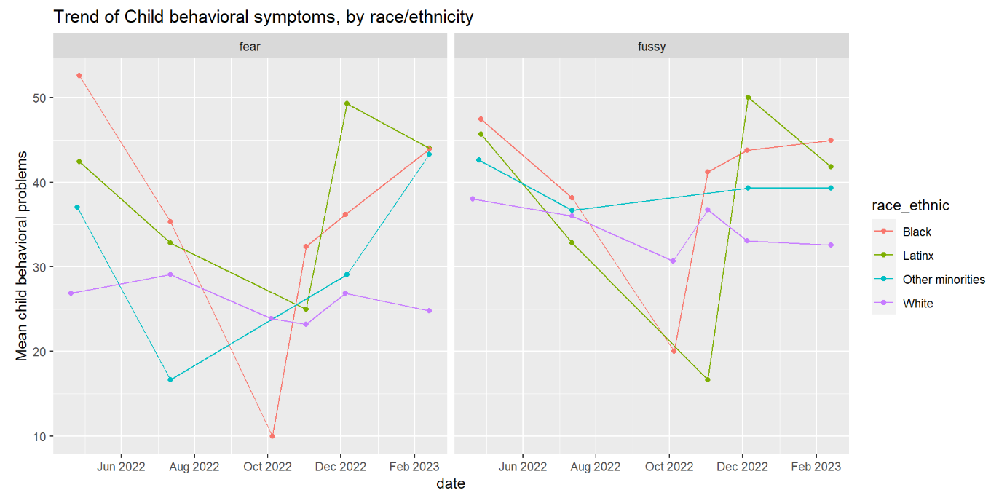 Trend of Child behavioral symptoms, by race/ethnicity
fear
fussy
Mean child behavioral problems
50
40
30
20
10
Jun 2022
Aug 2022
Oct 2022
Dec 2022
Feb 2023
Jun 2022
Aug 2022
Oct 2022
Dec 2022
Feb 2023
date
race_ethnic
Black
Latinx
Other minorities
White